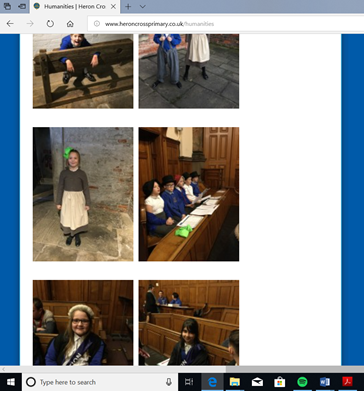 Humanities | Heron Cro
www.heroncrossprimary.co.uk/humanities
Type here to search